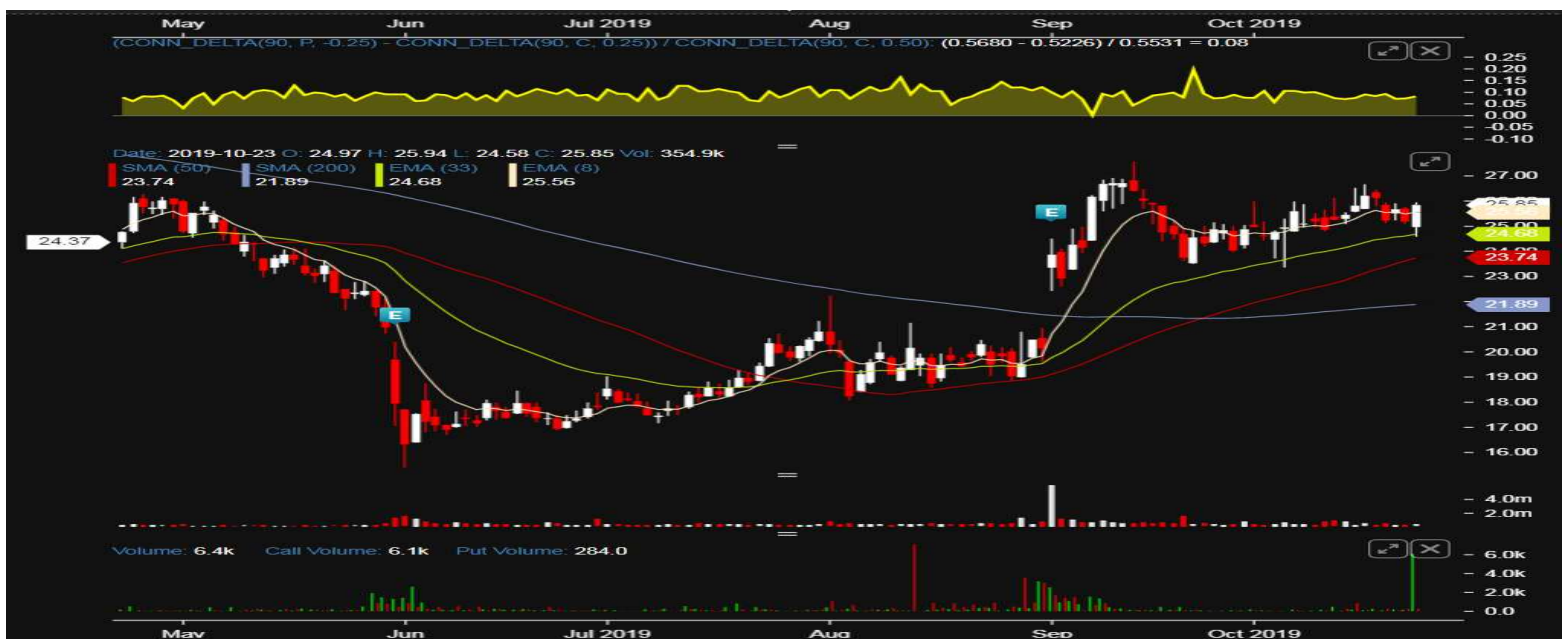 May Jun Jul 2019 Aug Sep Oct 2019
(CONN_DELTA(90, P, -0.25) - CONN_DELTA(90, C, 0.25)) / CONN_DELTA(90, C, 0.50): (0.5680 - 0.5226) / 0.5531 = 0.08
0.25
0.20
0.15
0.10
0.05
0.00
-0.05
-0.10
Date: 2019-10-23 O: 24.97 H: 25.94 L: 24.58 C: 25.85 Vol: 354.9k
SMA (50) SMA (200) EMA (33) EMA (8)
23.74 21.89 24.68 25.56
27.00
25.85
25.00
24.37
24.68
24.00
23.74
23.00
21.89
21.00
20.00
19.00
18.00
17.00
16.00
E
E
4.0m
2.0m
Volume: 6.4k Call Volume: 6.1k Put Volume: 284.0
6.0k
4.0k
2.0k
0.0
May Jun Jul 2019 Aug Sep Oct 2019